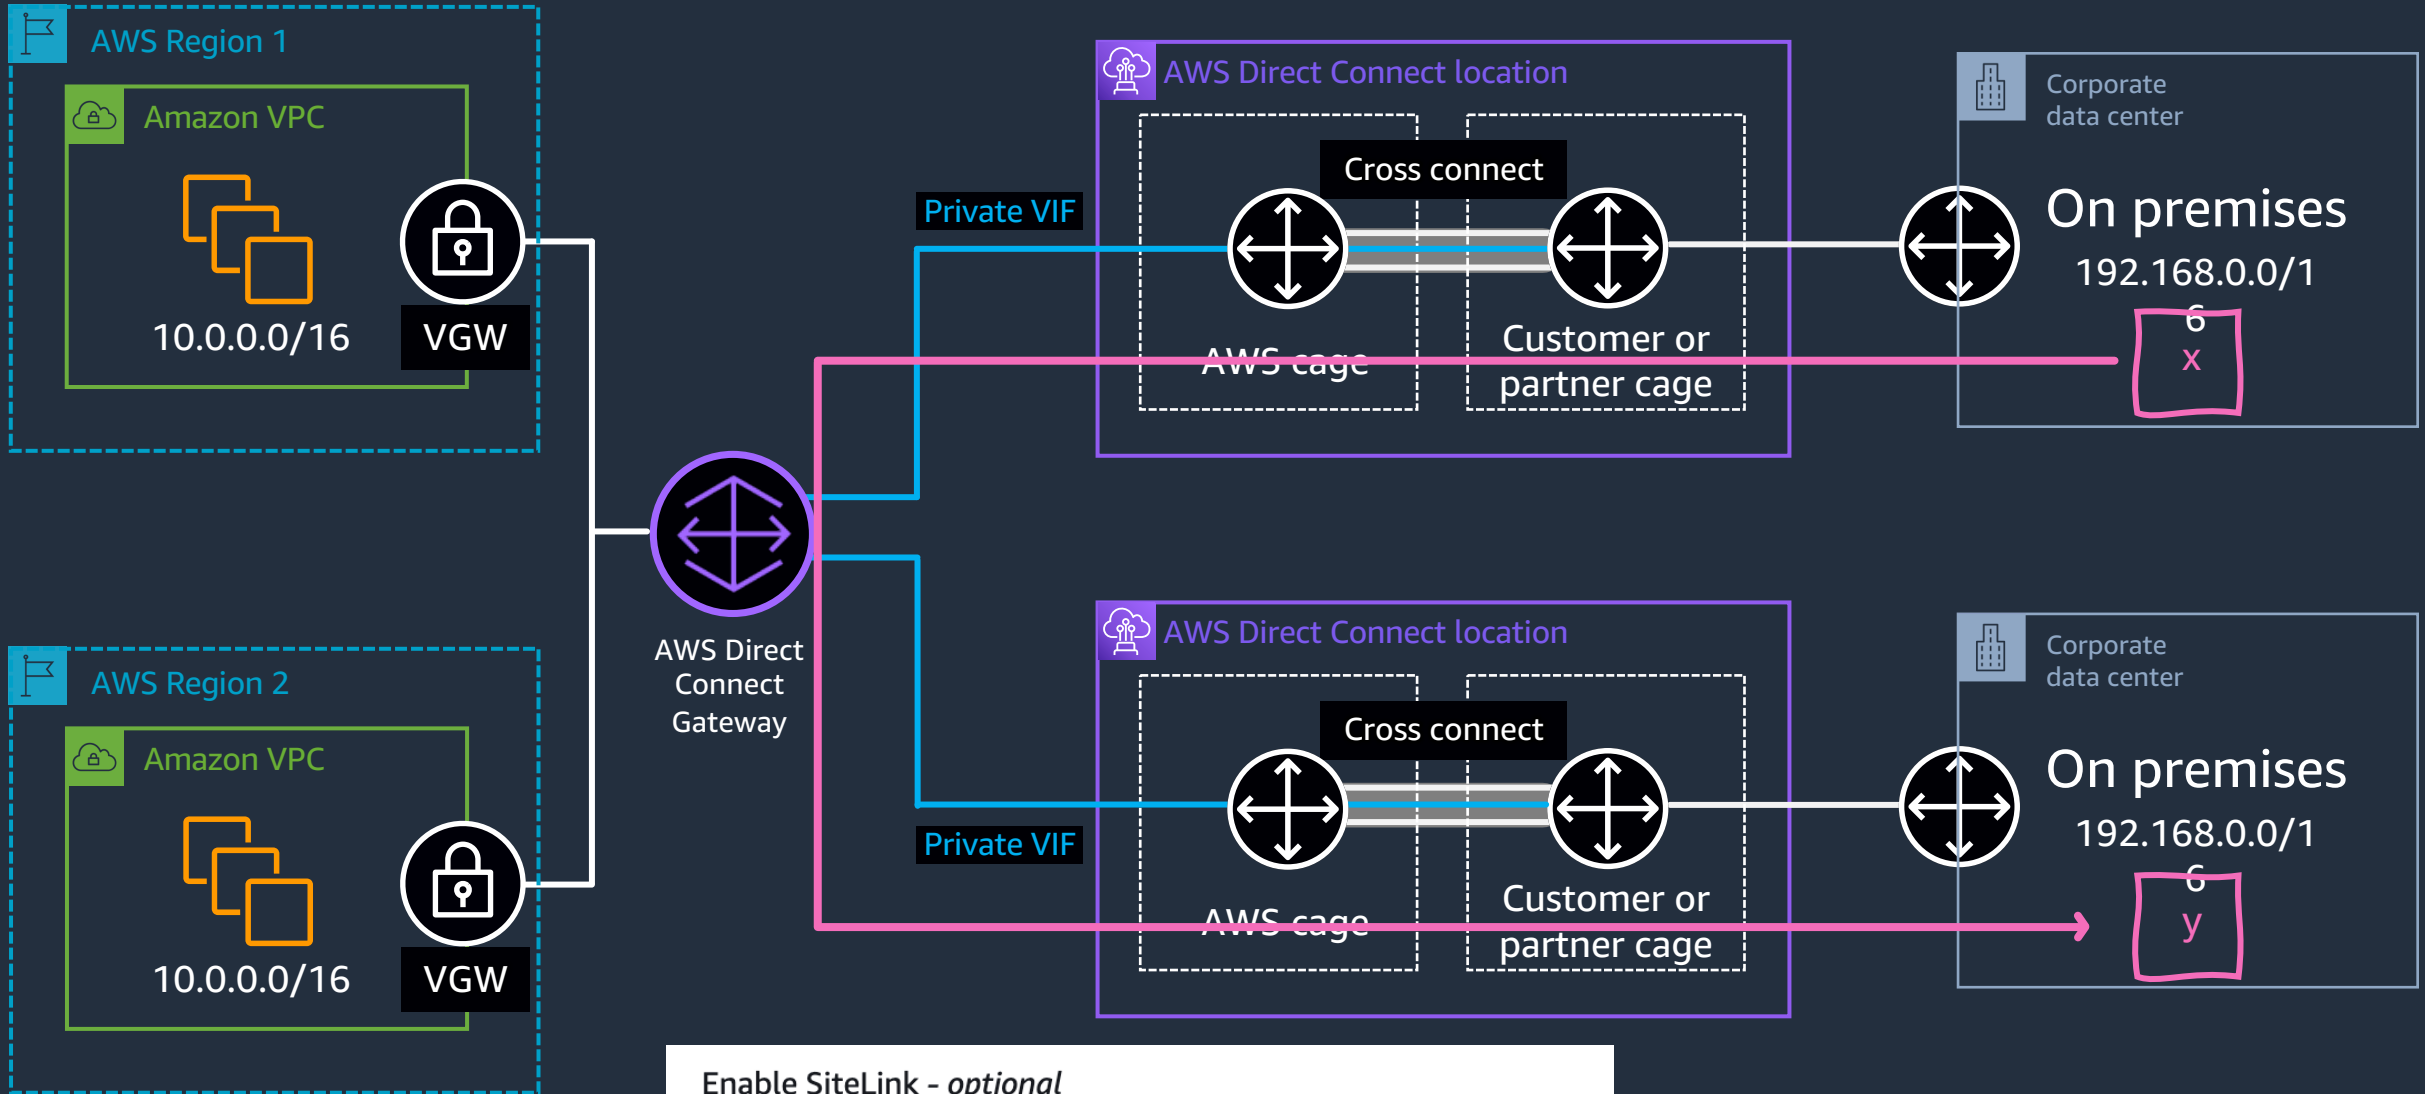 AWS Region 1
Amazon VPC
10.0.0.0/16
VGW
AWS Region 2
Amazon VPC
10.0.0.0/16
VGW
AWS Direct
Connect
Gateway
Private VIF
Private VIF
AWS Direct Connect location
Cross connect
AWS cage
Customer or
partner cage
Corporate
data center
On premises
192.168.0.0/1
6
x
AWS Direct Connect location
Cross connect
AWS cage
Customer or
partner cage
Corporate
data center
On premises
192.168.0.0/1
6
y
Enable SiteLink - optional